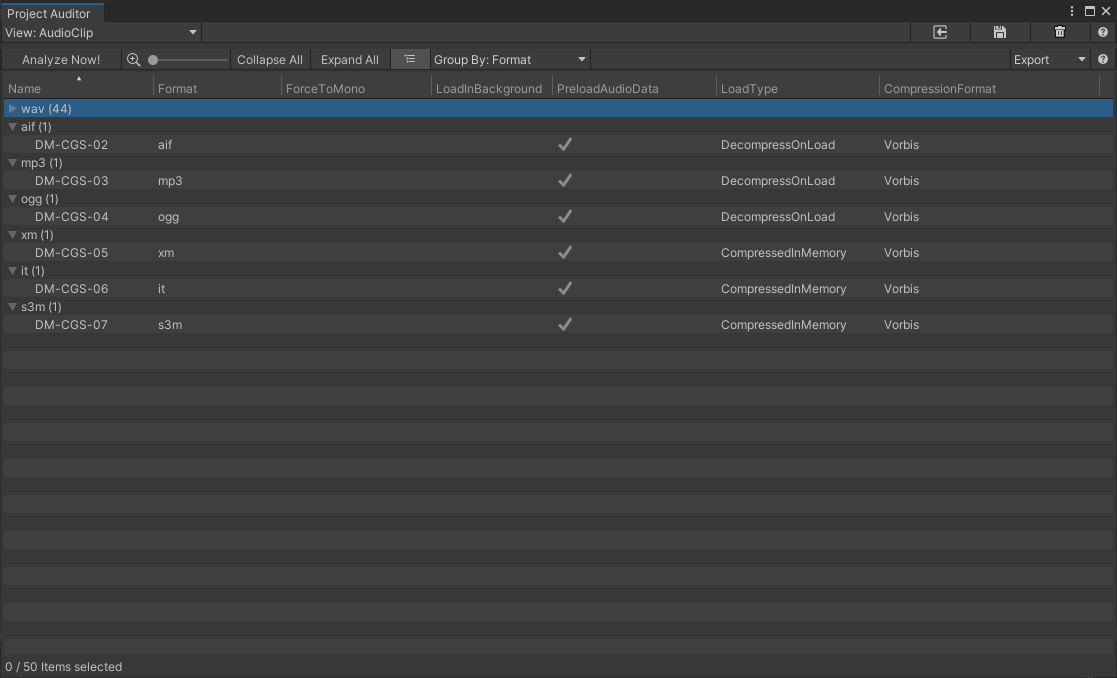 Project Auditor
View: AudioClip
Analyze Now! Collapse All Expand All Group By: Format Export
Name Format ForceToMono LoadInBackground PreloadAudioData LoadType CompressionFormat
wav (44)
aif (1)
DM-CGS-02 aif DecompressOnLoad Vorbis
mp3 (1)
DM-CGS-03 mp3 DecompressOnLoad Vorbis
ogg (1)
DM-CGS-04 ogg DecompressOnLoad Vorbis
xm (1)
DM-CGS-05 xm CompressedInMemory Vorbis
it (1)
DM-CGS-06 it CompressedInMemory Vorbis
s3m (1)
DM-CGS-07 s3m CompressedInMemory Vorbis
0 / 50 Items selected